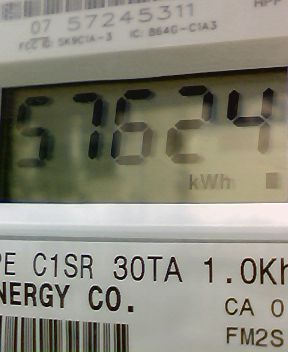 07 57245311
FCC ID: SK9C1A-3 IC: 864G-C1A3
57624
kWh
PE C1SR 30TA 1.0Kh
NERGY CO.
CA 0
FM2S